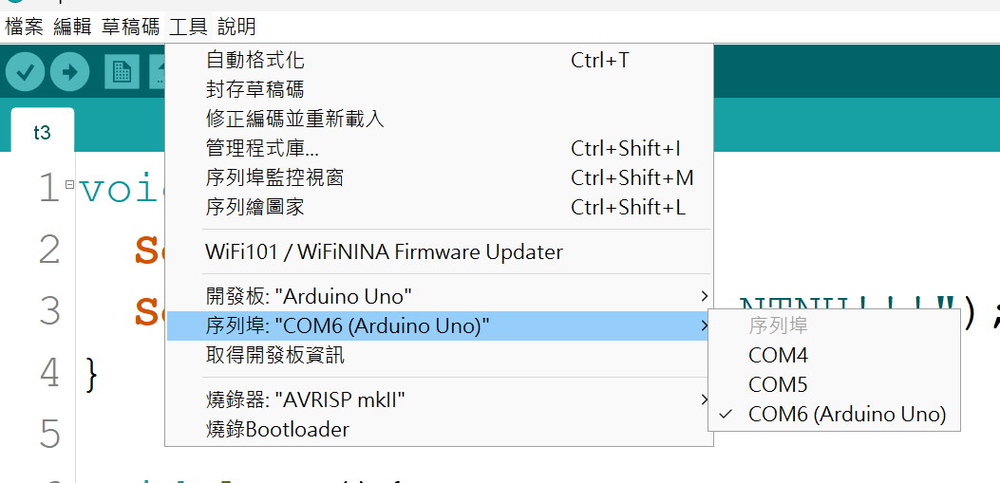 檔案 編輯 草稿碼 工具 說明
自動格式化 Ctrl+T
封存草稿碼
修正編碼並重新載入
管理程式庫... Ctrl+Shift+I
序列埠監控視窗 Ctrl+Shift+M
序列繪圖家 Ctrl+Shift+L
WiFi101 / WiFiNINA Firmware Updater
開發板: "Arduino Uno"
序列埠: "COM6 (Arduino Uno)"
取得開發板資訊
燒錄器: "AVRISP mkII"
燒錄Bootloader
序列埠
COM4
COM5
COM6 (Arduino Uno)
t3
1 voi
2 Se
3 Se NTNU!!!");
4 }
5